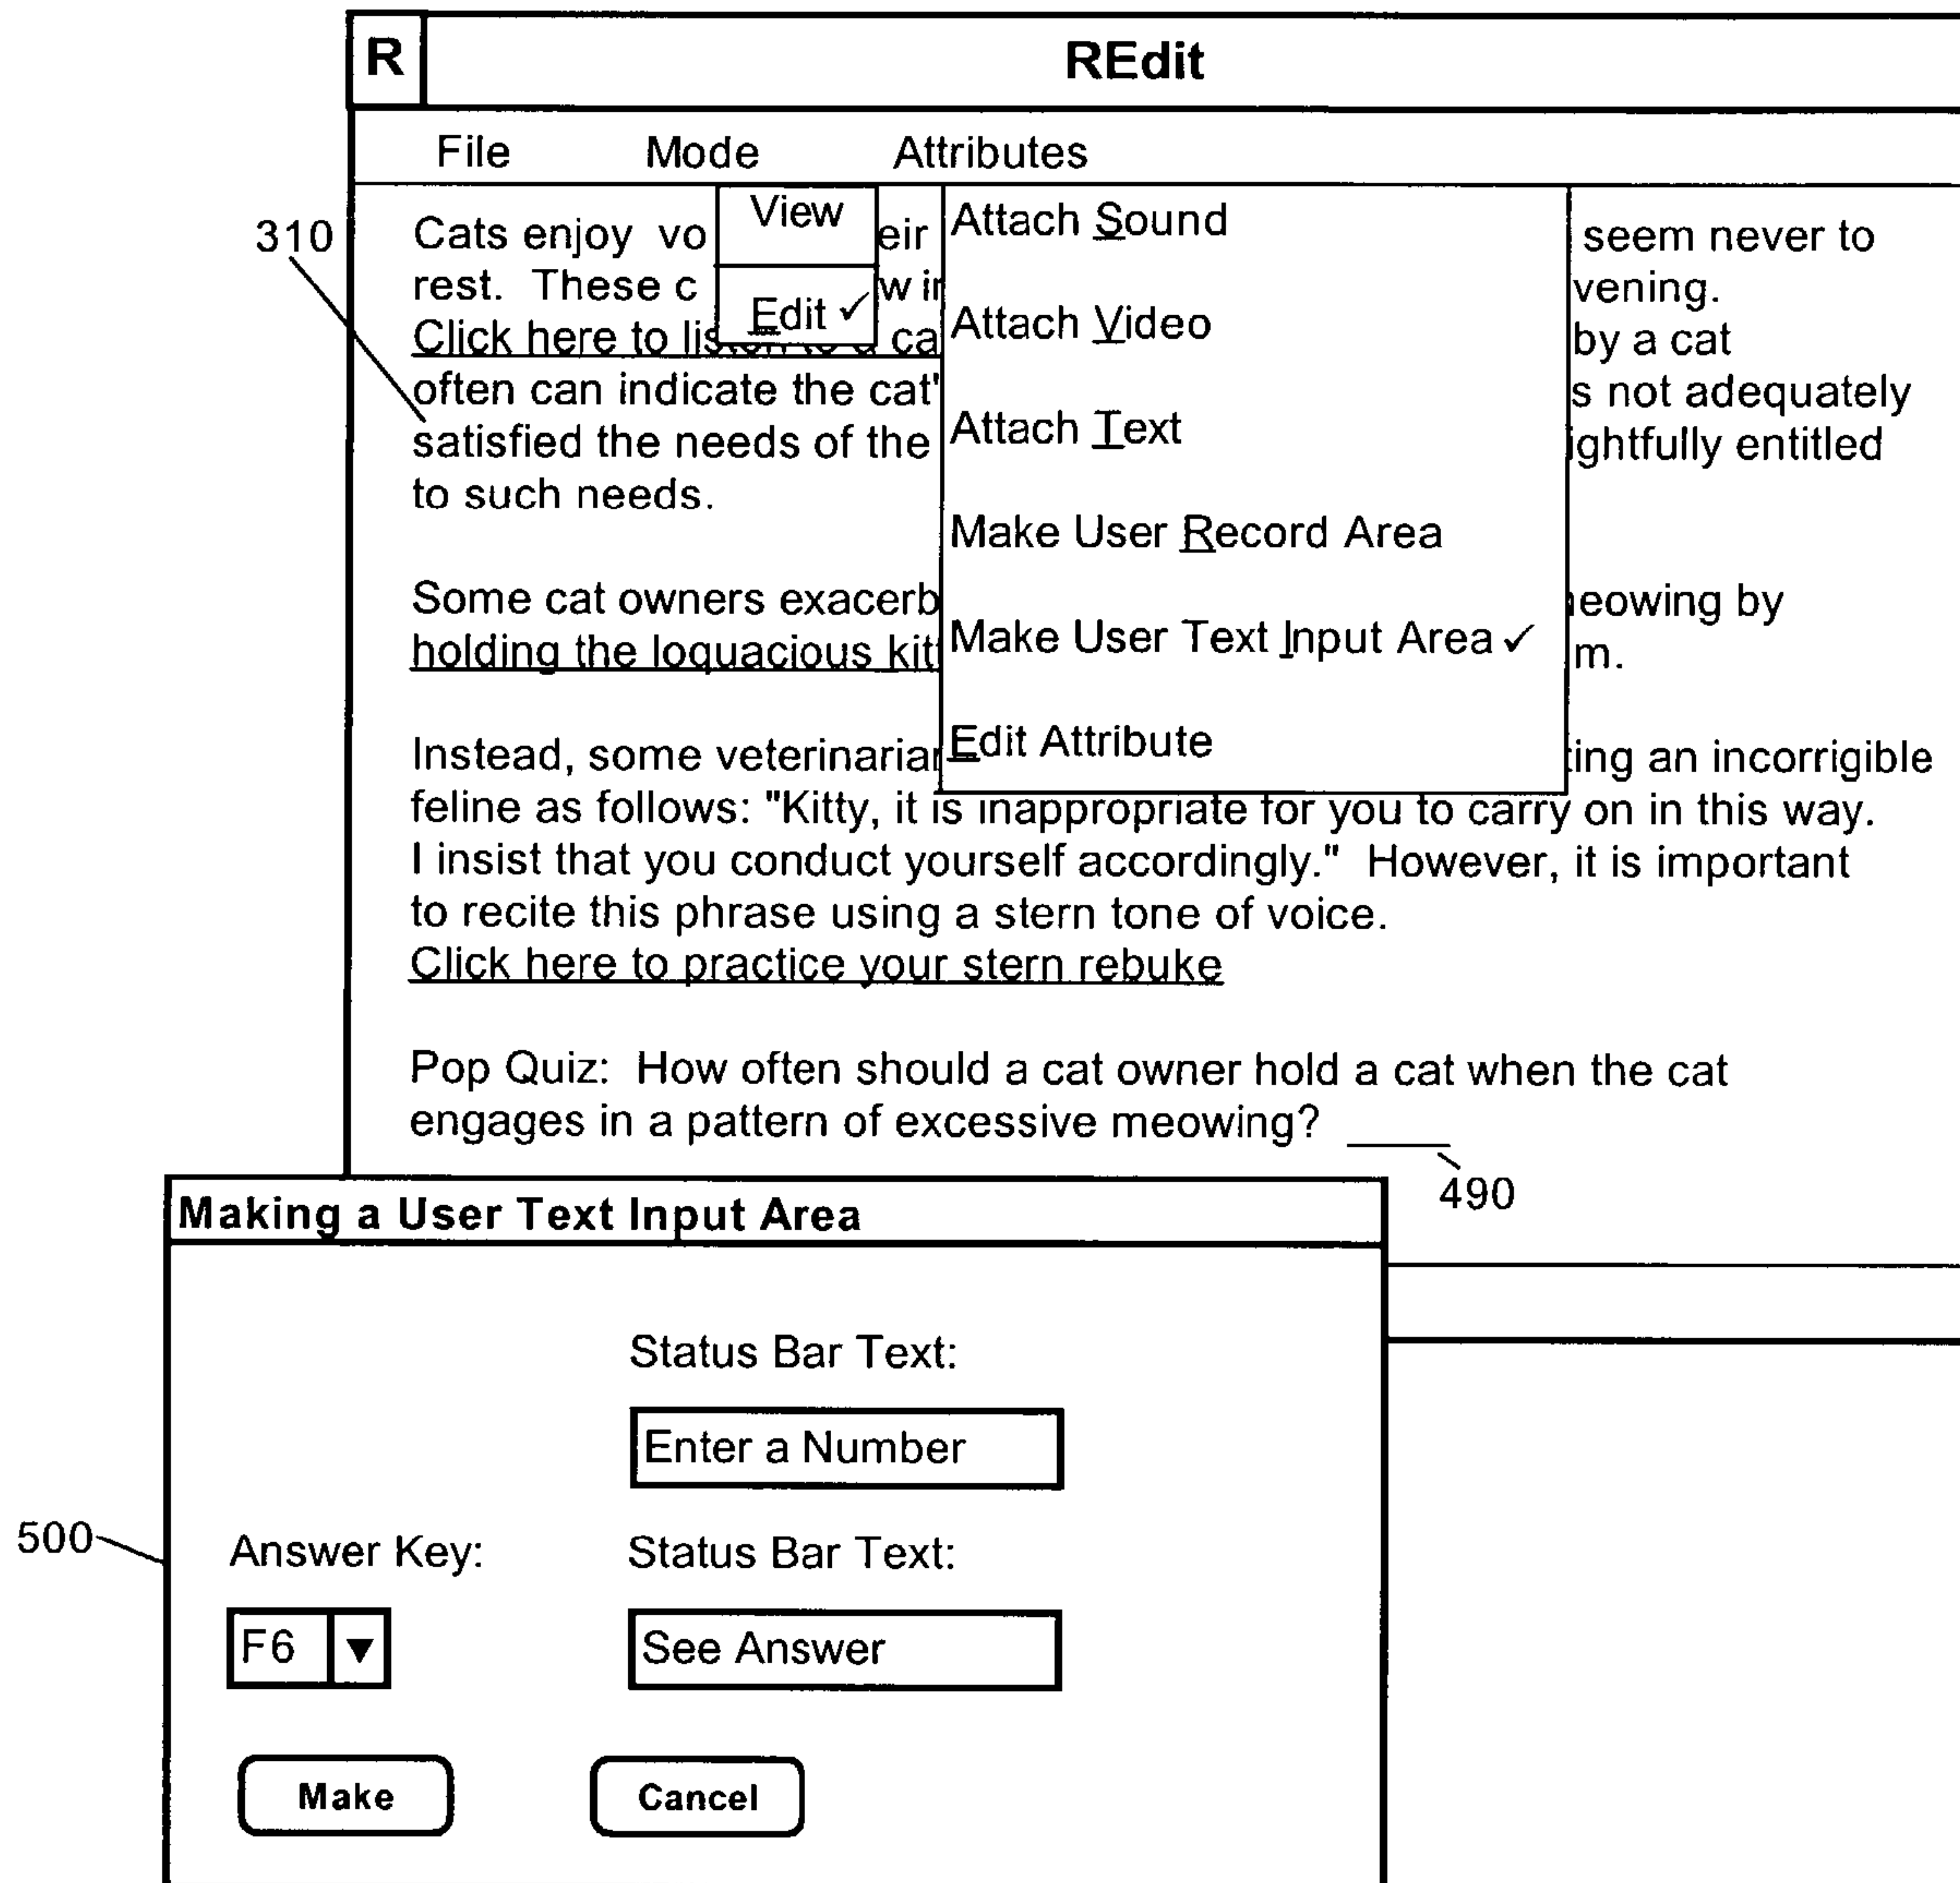 R REdit
File Mode Attributes
View
Edit ✓
Attach Sound
Attach Video
Attach Text
Make User Record Area
Make User Text Input Area ✓
Edit Attribute
310
Cats enjoy vo eir seem never to
rest. These c w vening.
Click here to ca by a cat
often can indicate the cat' s not adequately
satisfied the needs of the ightfully entitled
to such needs.
Some cat owners exacerb eowing by
holding the loquacious kit m.
Instead, some veterinarian ing an incorrigible
feline as follows: "Kitty, it is inappropriate for you to carry on in this way.
I insist that you conduct yourself accordingly." However, it is important
to recite this phrase using a stern tone of voice.
Click here to practice your stern rebuke
Pop Quiz: How often should a cat owner hold a cat when the cat
engages in a pattern of excessive meowing? _____
490
Making a User Text Input Area
Status Bar Text:
Enter a Number
500
Answer Key: Status Bar Text:
F6 ▼ See Answer
Make Cancel